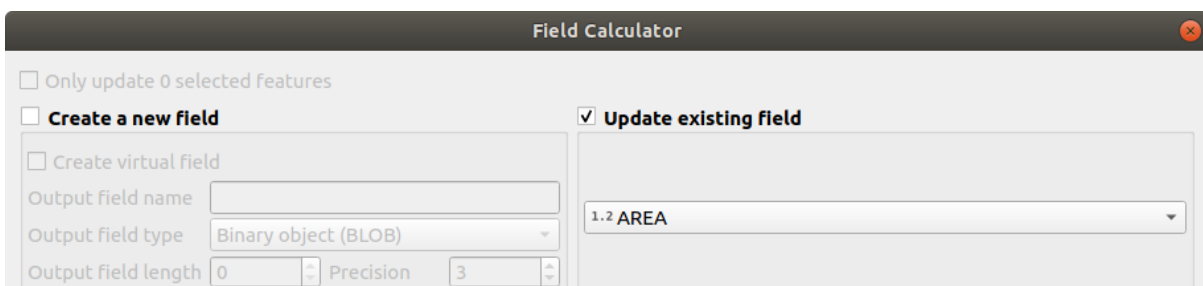 Field Calculator
Only update 0 selected features
Create a new field
Update existing field
Create virtual field
Output field name
1.2 AREA
Output field type Binary object (BLOB)
Output field length 0 Precision 3